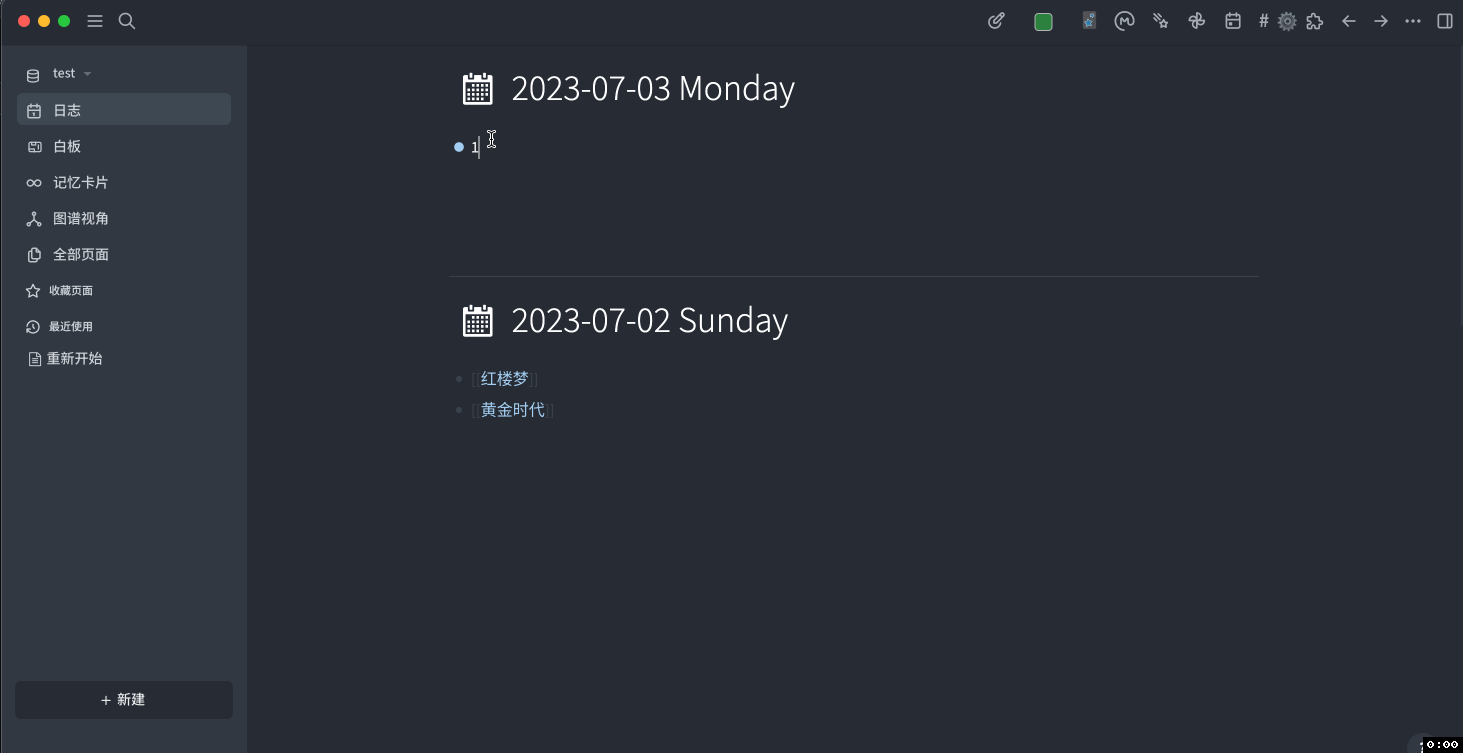 #
test
日志
白板
记忆卡片
图谱视角
全部页面
收藏页面
最近使用
重新开始
+ 新建
2023-07-03 Monday
1
2023-07-02 Sunday
[[红楼梦]]
[[黄金时代]]
0:00